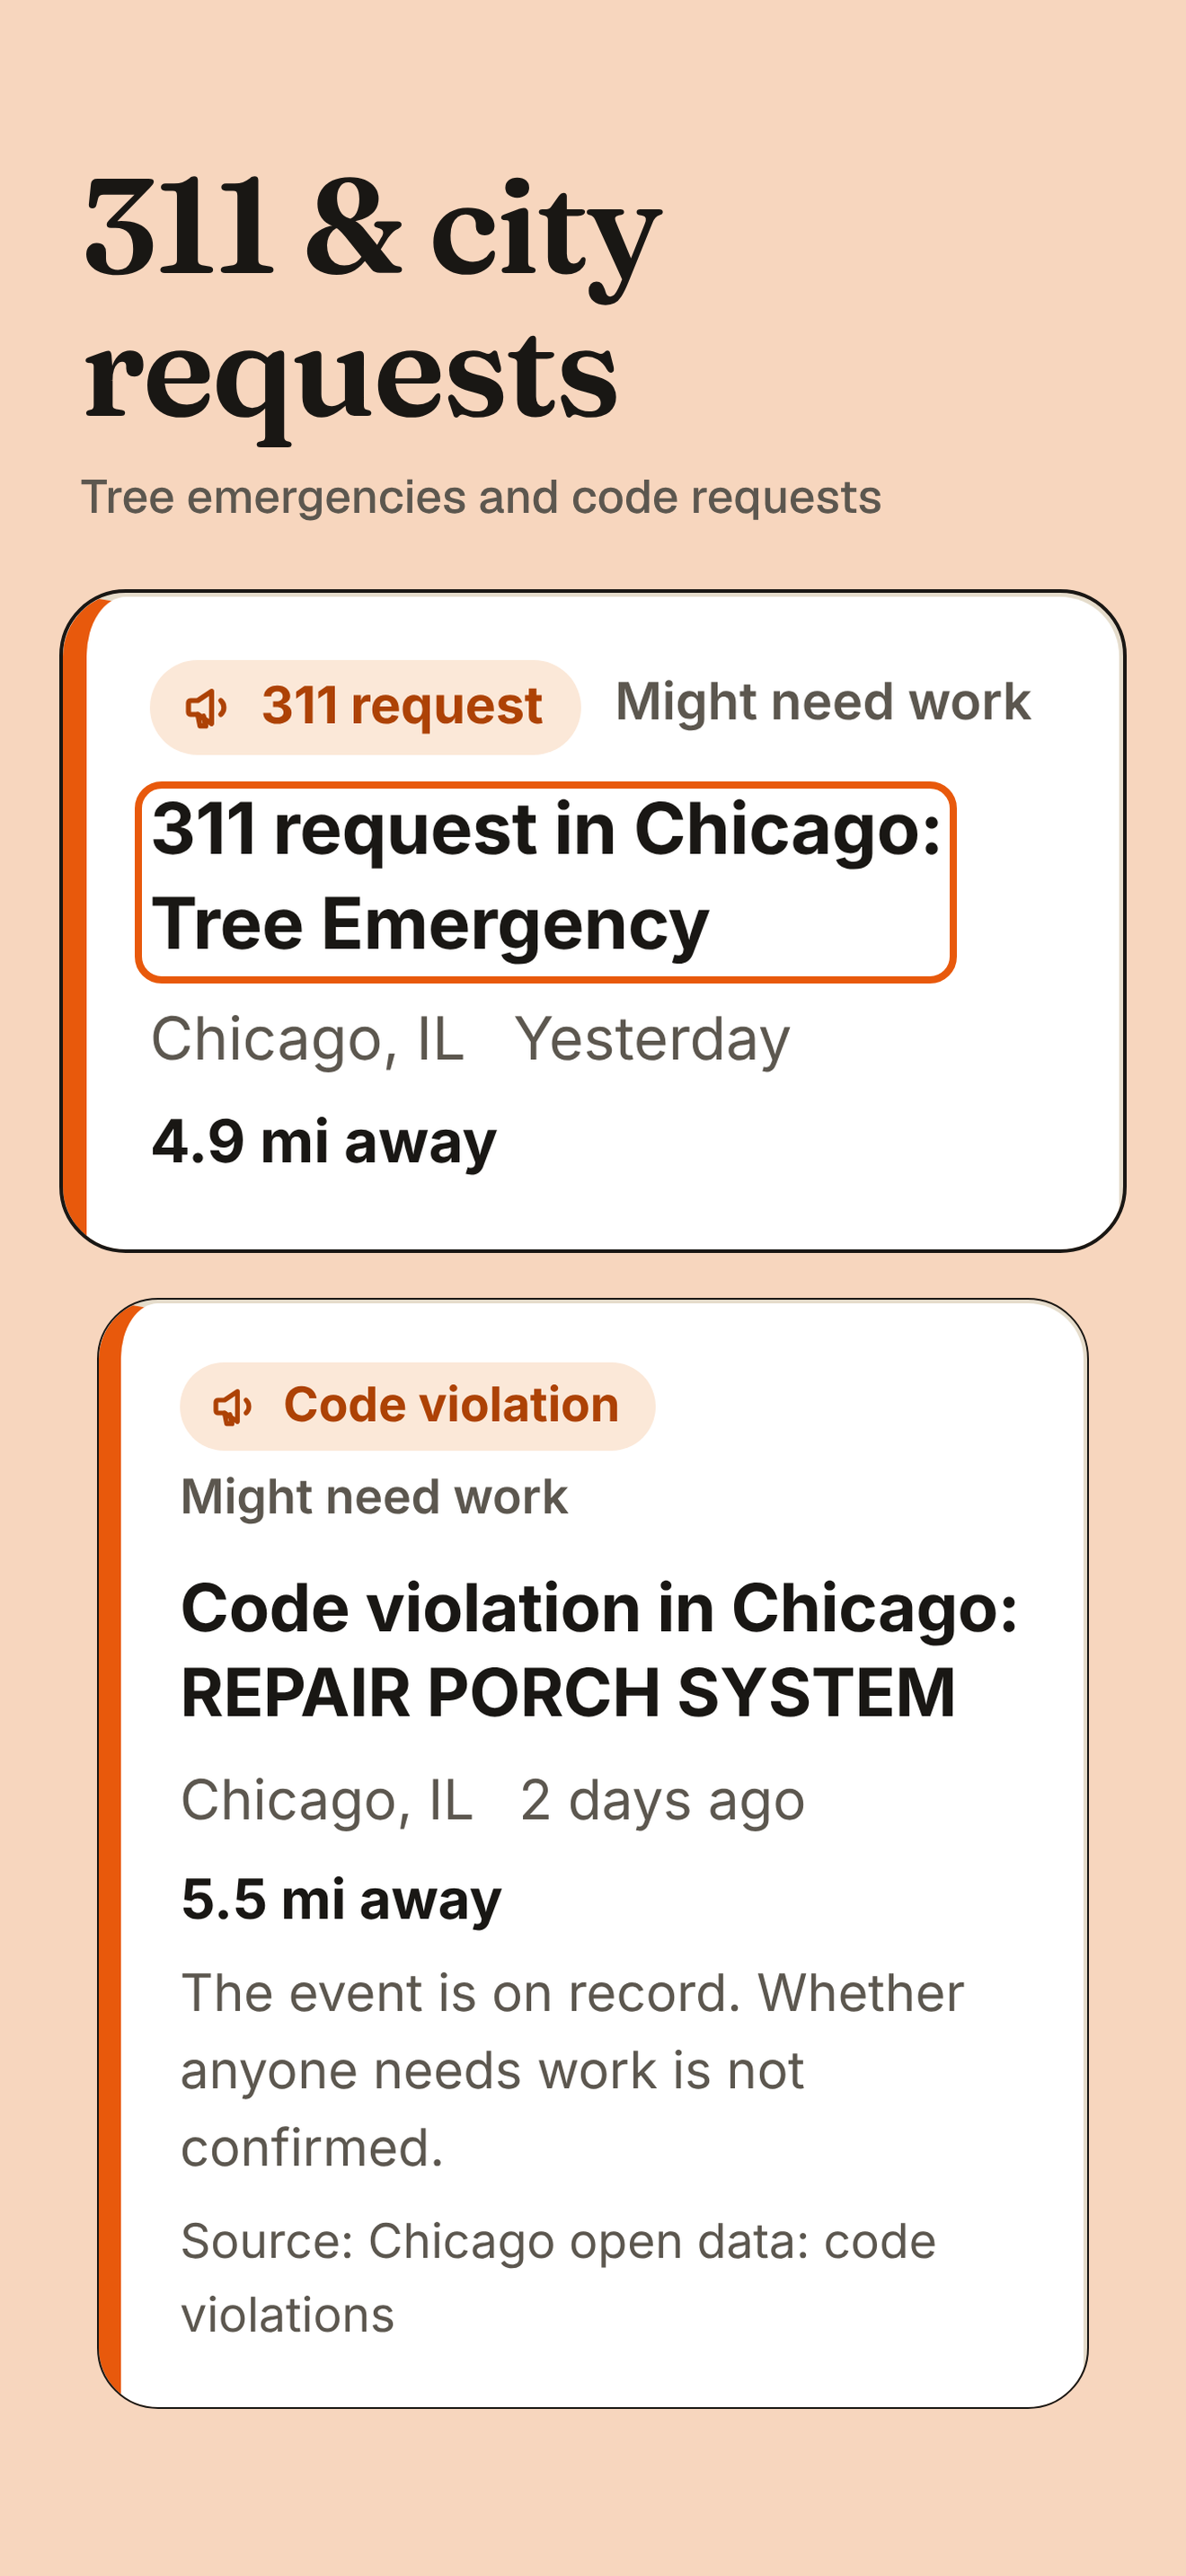 311 & city
requests
Tree emergencies and code requests
311 request Might need work
311 request in Chicago:
Tree Emergency
Chicago, IL Yesterday
4.9 mi away
Code violation
Might need work
Code violation in Chicago:
REPAIR PORCH SYSTEM
Chicago, IL 2 days ago
5.5 mi away
The event is on record. Whether
anyone needs work is not
confirmed.
Source: Chicago open data: code
violations